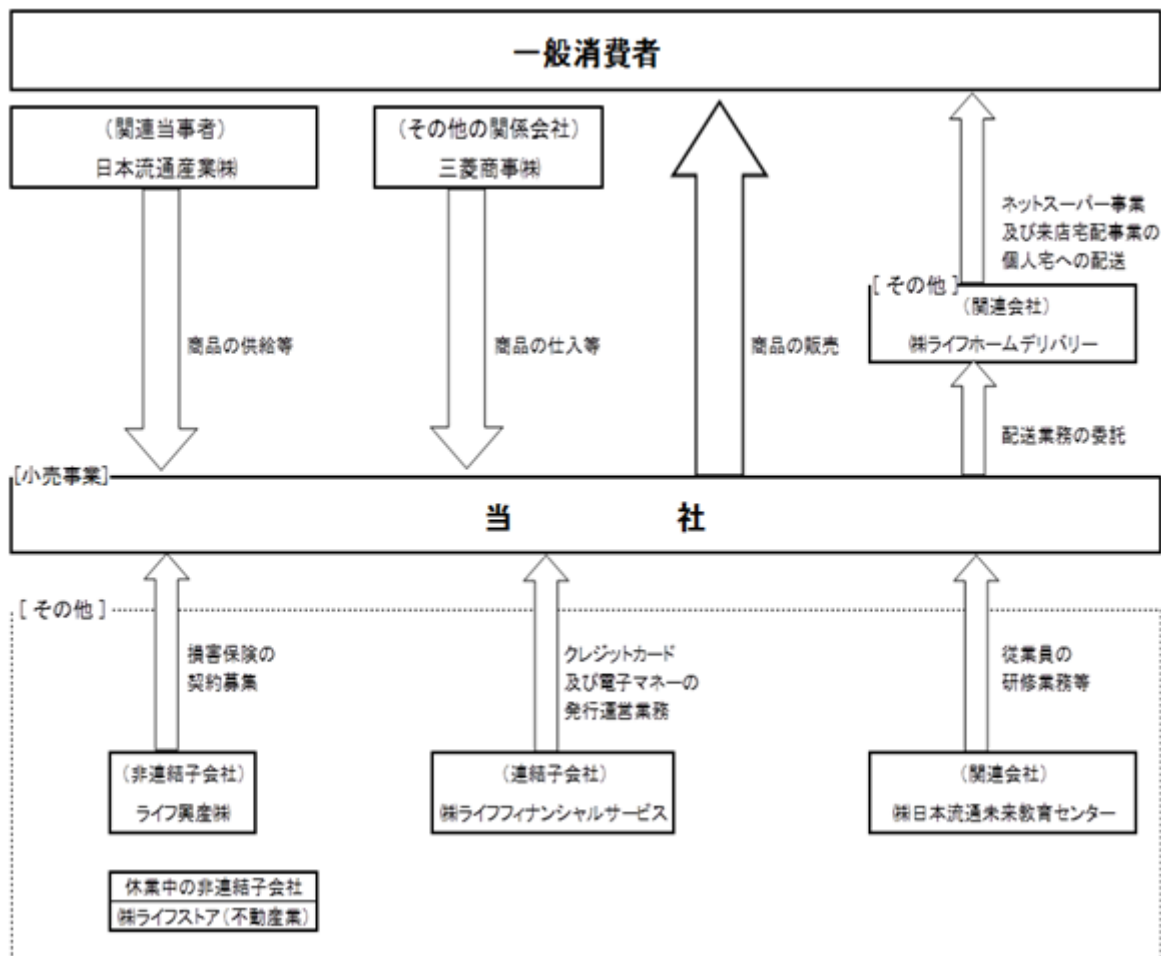 一般消費者
（関連当事者）
日本流通産業㈱
（その他の関係会社）
三菱商事㈱
ネットスーパー事業
及び来店宅配事業の
個人宅への配送
[ その他 ]
（関連会社）
㈱ライフホームデリバリー
商品の供給等
商品の仕入等
商品の販売
配送業務の委託
[小売事業]
当 社
[ その他 ]
損害保険の
契約募集
クレジットカード
及び電子マネーの
発行運営業務
従業員の
研修業務等
（非連結子会社）
ライフ興産㈱
（連結子会社）
㈱ライフフィナンシャルサービス
（関連会社）
㈱日本流通未来教育センター
休業中の非連結子会社
㈱ライフストア（不動産業）